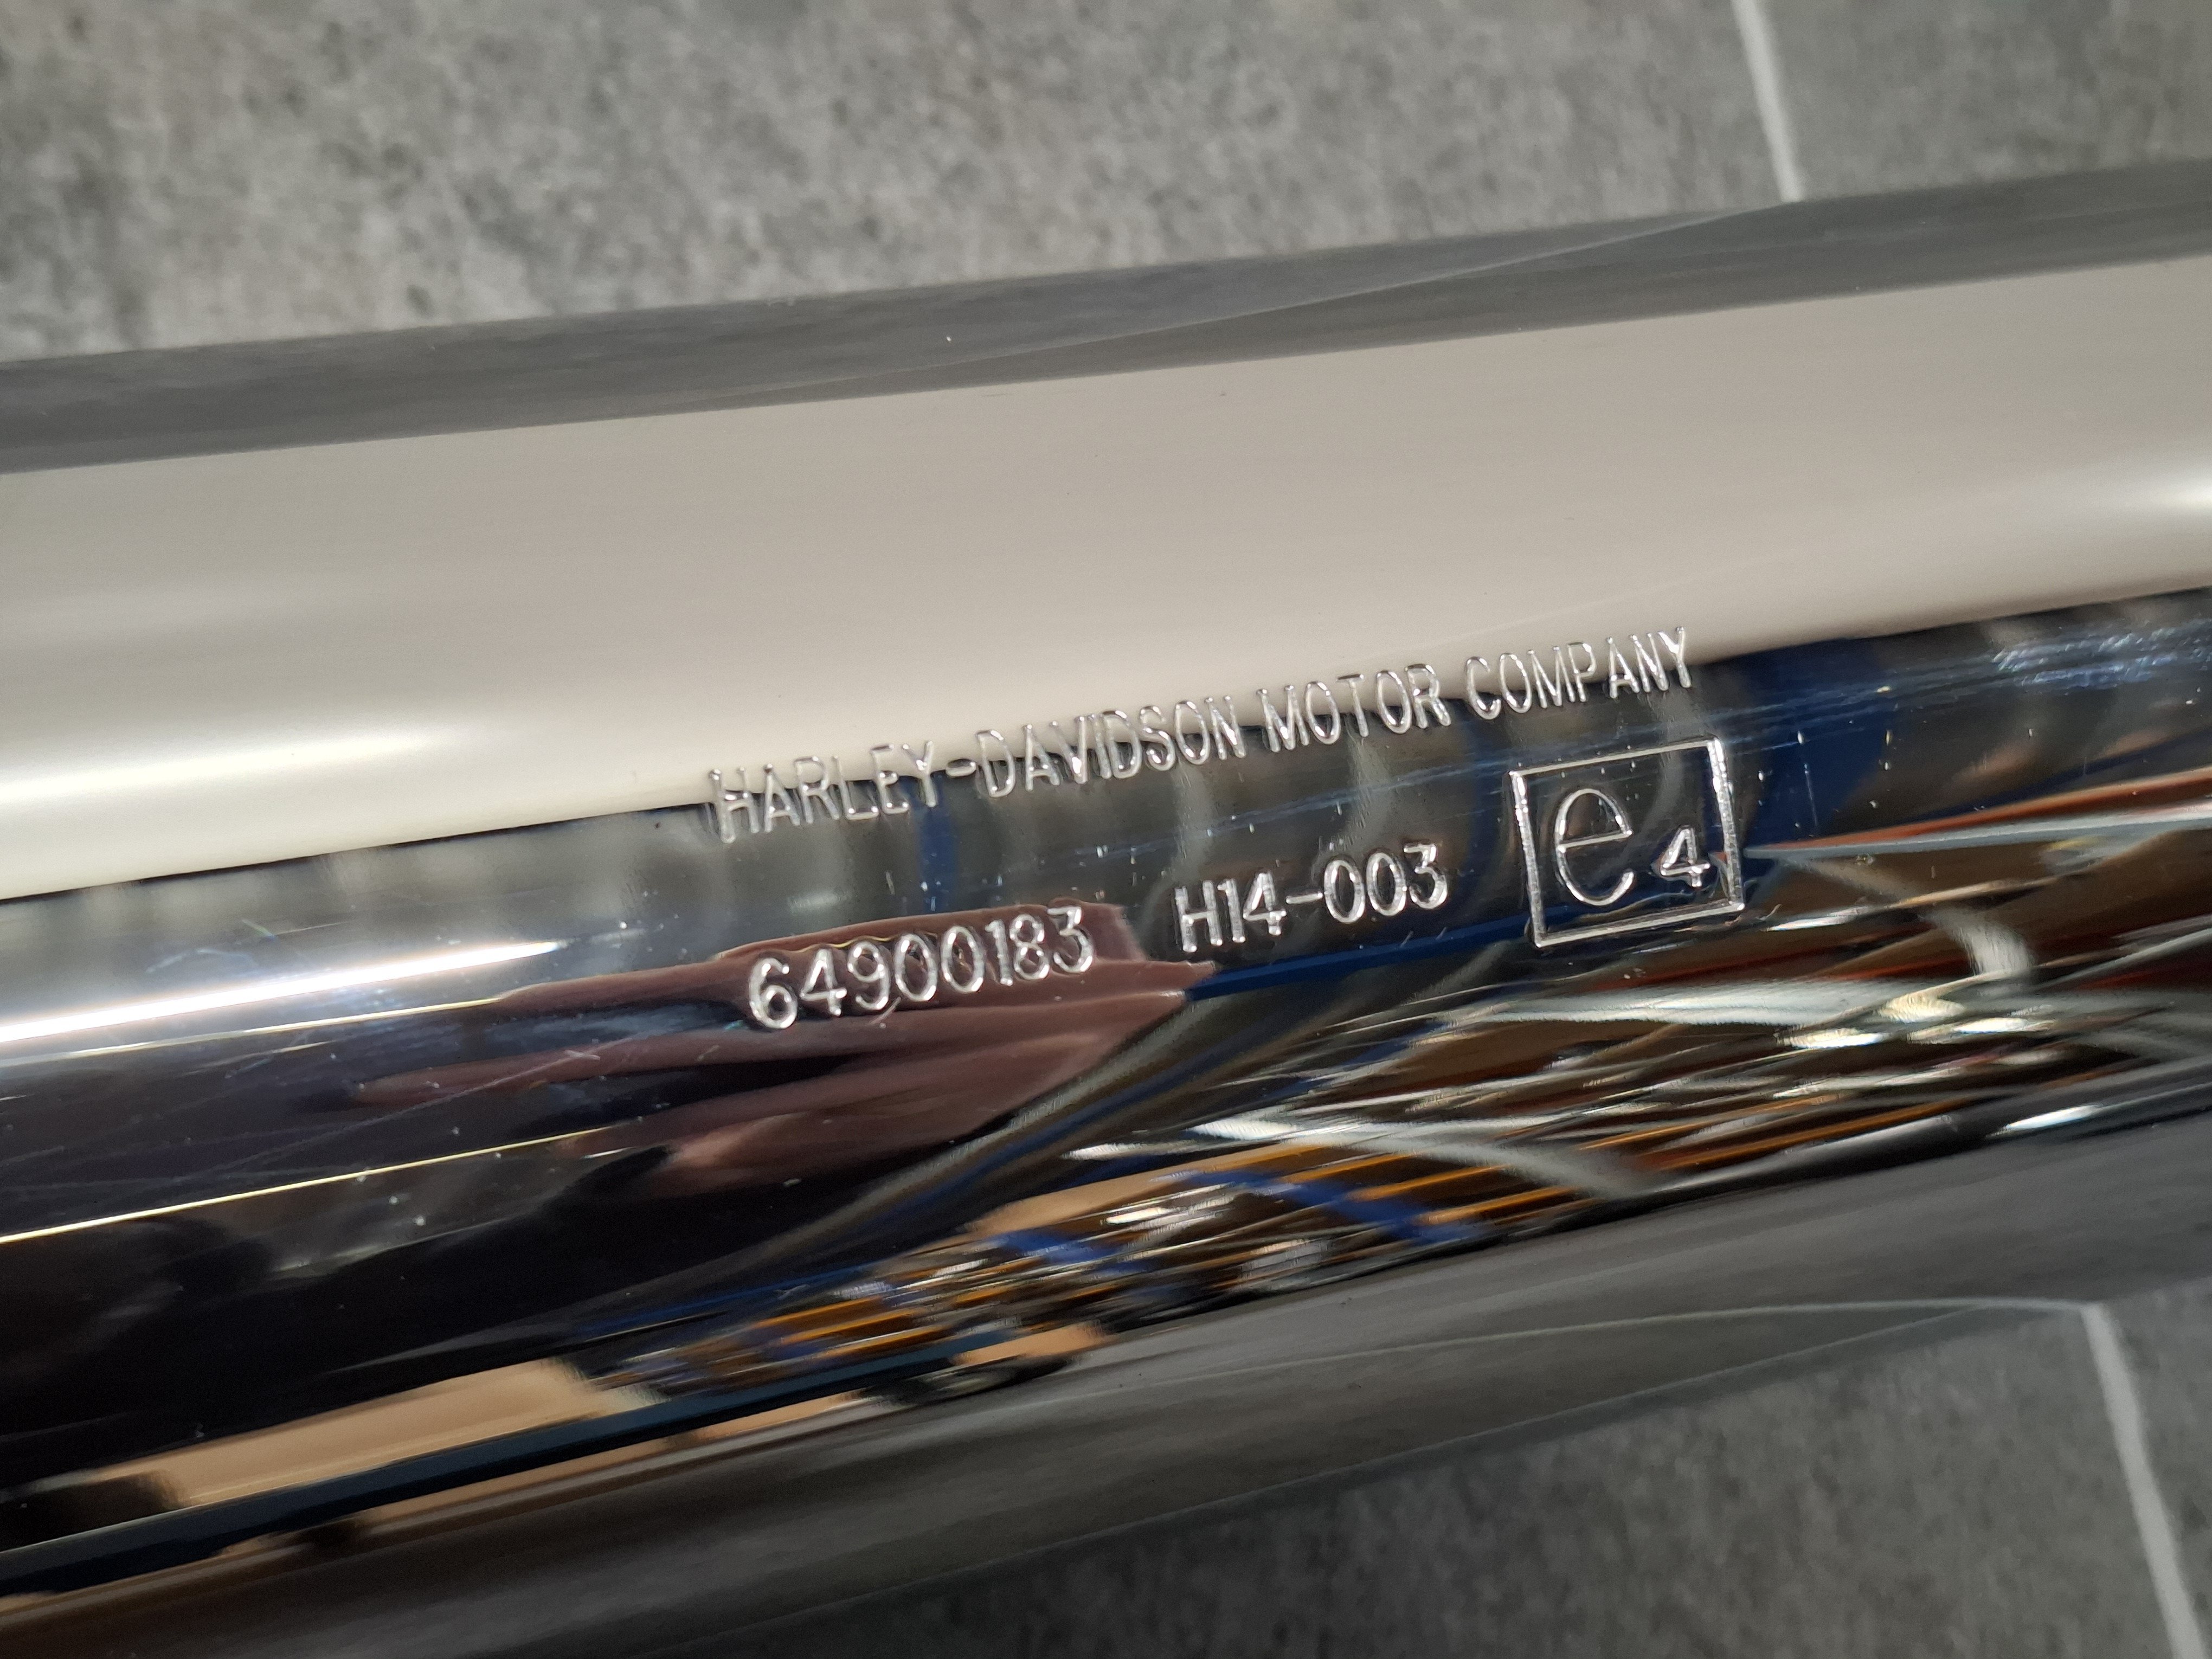 HARLEY-DAVIDSON MOTOR COMPANY
64900183 H14-003 e4